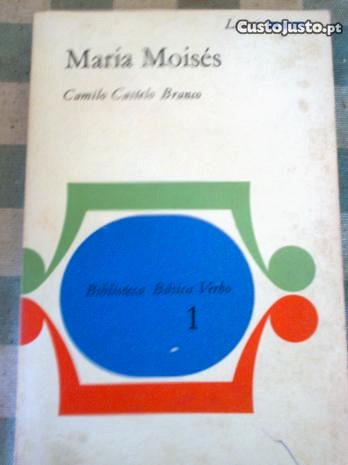 CustoJusto.pt
Maria Moisés
Camilo Castelo Branco
Biblioteca Básica Verbo
1